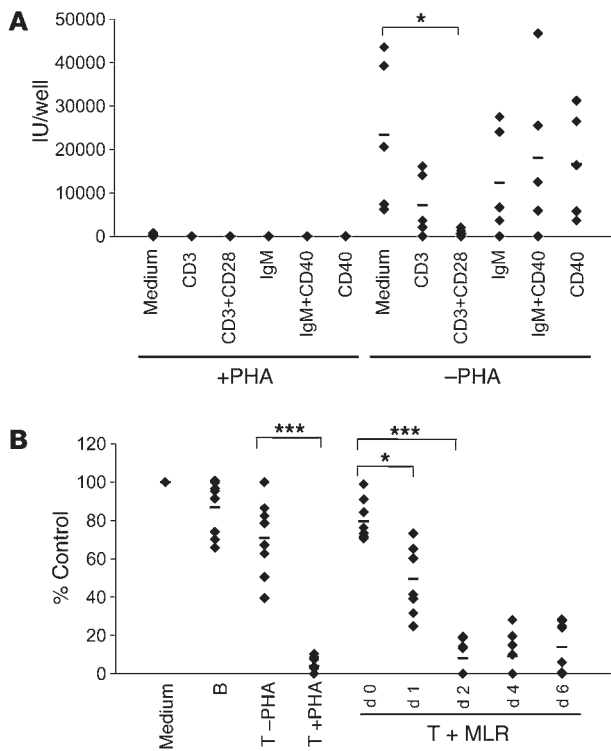 A
*
50000
40000
30000
20000
10000
0
IU/well
Medium
CD3
CD3+CD28
IgM
IgM+CD40
CD40
Medium
CD3
CD3+CD28
IgM
IgM+CD40
CD40
+PHA
–PHA
B
120
100
80
60
40
20
0
% Control
***
***
*
Medium
B
T –PHA
T +PHA
d 0
d 1
d 2
d 4
d 6
T + MLR